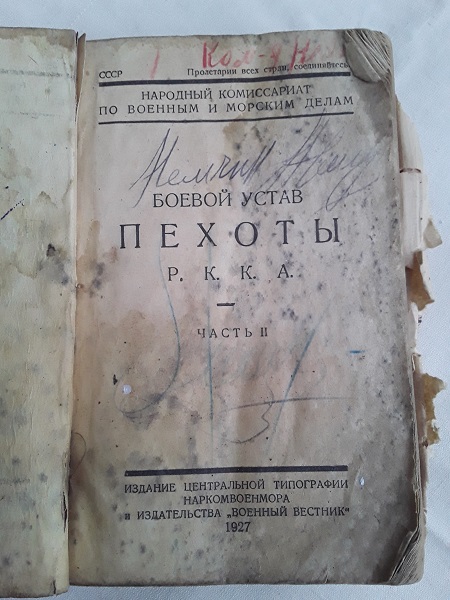 СССР
Пролетарии всех стран, соединяйтесь
НАРОДНЫЙ КОМИССАРИАТ
ПО ВОЕННЫМ И МОРСКИМ ДЕЛАМ
БОЕВОЙ УСТАВ
ПЕХОТЫ
Р. К. К. А.
ЧАСТЬ II
ИЗДАНИЕ ЦЕНТРАЛЬНОЙ ТИПОГРАФИИ
НАРКОМВОЕНМОРА
и ИЗДАТЕЛЬСТВА „ВОЕННЫЙ ВЕСТНИК"
1927